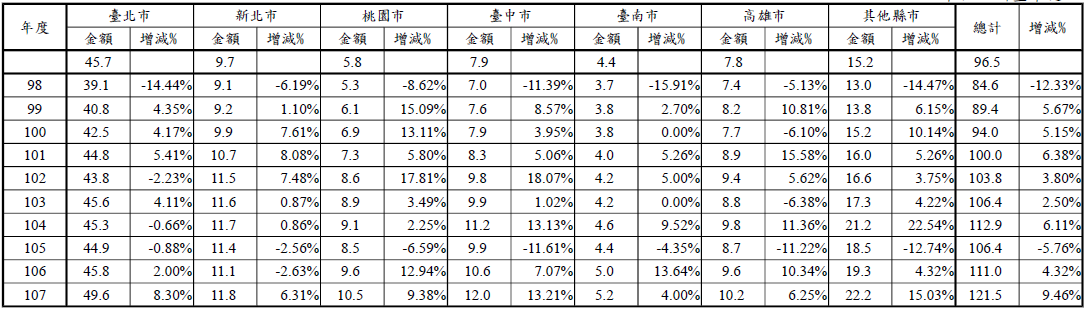 年度 臺北市 新北市 桃園市 臺中市 臺南市 高雄市 其他縣市 總計 增減%
金額 增減% 金額 增減% 金額 增減% 金額 增減% 金額 增減% 金額 增減% 金額 增減%
45.7 9.7 5.8 7.9 4.4 7.8 15.2 96.5
98 39.1 -14.44% 9.1 -6.19% 5.3 -8.62% 7.0 -11.39% 3.7 -15.91% 7.4 -5.13% 13.0 -14.47% 84.6 -12.33%
99 40.8 4.35% 9.2 1.10% 6.1 15.09% 7.6 8.57% 3.8 2.70% 8.2 10.81% 13.8 6.15% 89.4 5.67%
100 42.5 4.17% 9.9 7.61% 6.9 13.11% 7.9 3.95% 3.8 0.00% 7.7 -6.10% 15.2 10.14% 94.0 5.15%
101 44.8 5.41% 10.7 8.08% 7.3 5.80% 8.3 5.06% 4.0 5.26% 8.9 15.58% 16.0 5.26% 100.0 6.38%
102 43.8 -2.23% 11.5 7.48% 8.6 17.81% 9.8 18.07% 4.2 5.00% 9.4 5.62% 16.6 3.75% 103.8 3.80%
103 45.6 4.11% 11.6 0.87% 8.9 3.49% 9.9 1.02% 4.2 0.00% 8.8 -6.38% 17.3 4.22% 106.4 2.50%
104 45.3 -0.66% 11.7 0.86% 9.1 2.25% 11.2 13.13% 4.6 9.52% 9.8 11.36% 21.2 22.54% 112.9 6.11%
105 44.9 -0.88% 11.4 -2.56% 8.5 -6.59% 9.9 -11.61% 4.4 -4.35% 8.7 -11.22% 18.5 -12.74% 106.4 -5.76%
106 45.8 2.00% 11.1 -2.63% 9.6 12.94% 10.6 7.07% 5.0 13.64% 9.6 10.34% 19.3 4.32% 111.0 4.32%
107 49.6 8.30% 11.8 6.31% 10.5 9.38% 12.0 13.21% 5.2 4.00% 10.2 6.25% 22.2 15.03% 121.5 9.46%